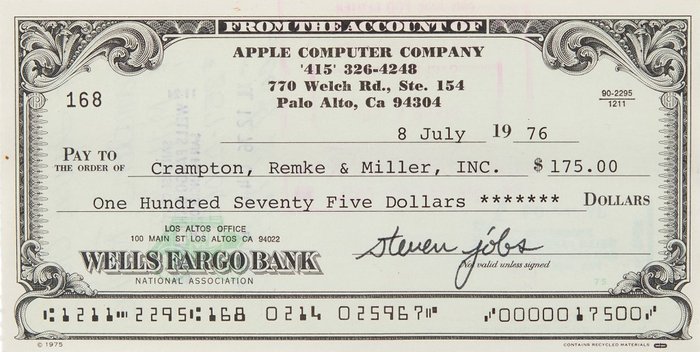 FROM THE ACCOUNT OF
APPLE COMPUTER COMPANY
'415' 326-4248
770 Welch Rd., Ste. 154
Palo Alto, Ca 94304
168
90-2295
1211
8 July 19 76
PAY TO
THE ORDER OF Crampton, Remke & Miller, INC. $ 175.00
One Hundred Seventy Five Dollars ******* DOLLARS
LOS ALTOS OFFICE
100 MAIN ST LOS ALTOS CA 94022
WELLS FARGO BANK
NATIONAL ASSOCIATION
steven jobs
Not valid unless signed
75
⑆1211⑉2295⑆168 0214 025967⑈ ⑈0000017500⑈
© 1975
CONTAINS RECYCLED MATERIALS